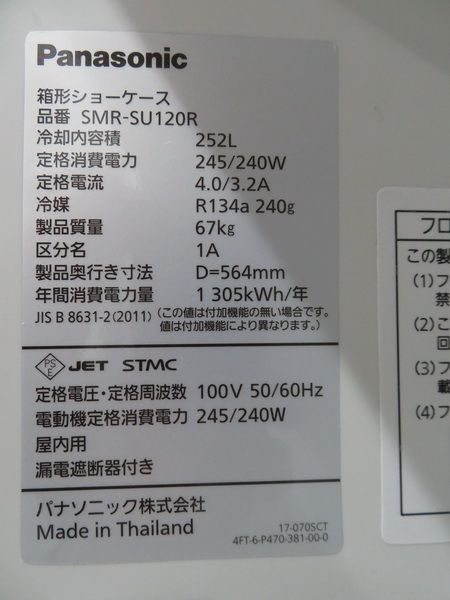 Panasonic
箱形ショーケース
品番 SMR-SU120R
冷却内容積 252L
定格消費電力 245/240W
定格電流 4.0/3.2A
冷媒 R134a 240g
製品質量 67kg
区分名 1A
製品奥行き寸法 D=564mm
年間消費電力量 1 305kWh/年
JIS B 8631-2(2011) (この値は付加機能の無い場合です。
値は付加機能により異なります。)
PS
E
JET STMC
定格電圧・定格周波数 100V 50/60Hz
電動機定格消費電力 245/240W
屋内用
漏電遮断器付き
パナソニック株式会社
Made in Thailand
17-070SCT
4FT-6-P470-381-00-0
フロ
この製
(1)フ
禁
(2)こ
回
(3)フ
載
(4)フ